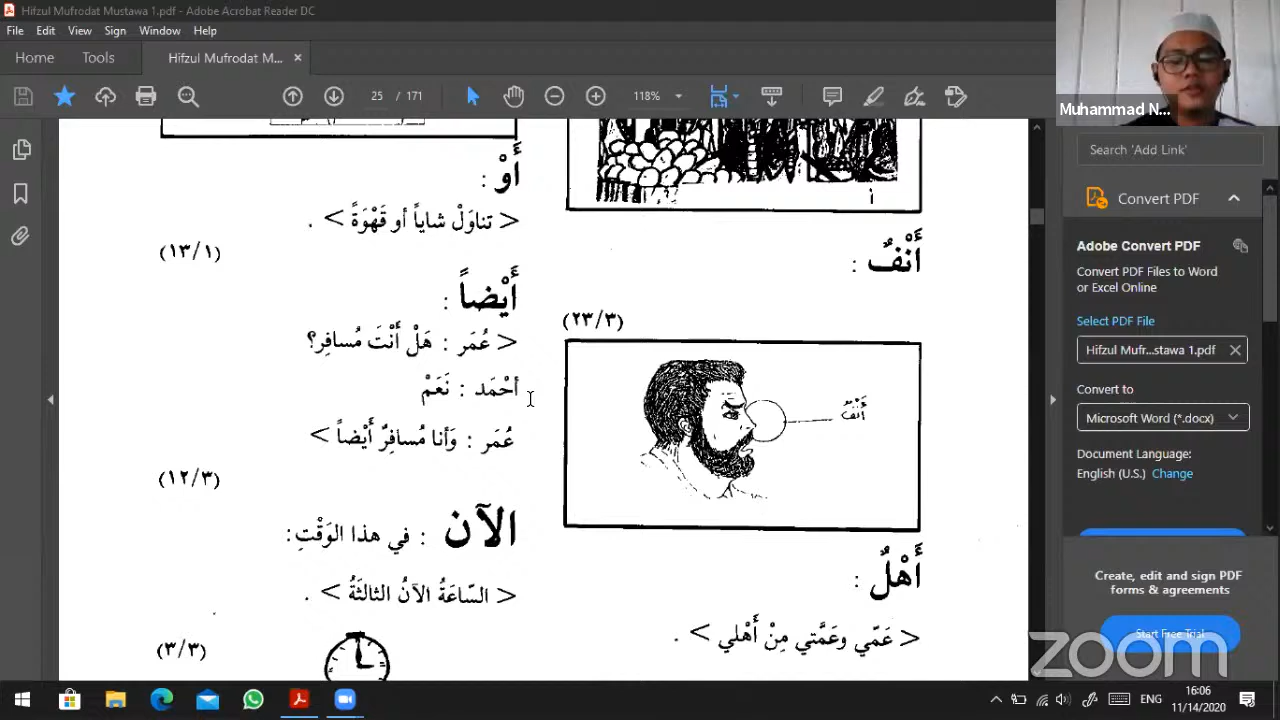 Hifzul Mufrodat Mustawa 1.pdf - Adobe Acrobat Reader DC
File Edit View Sign Window Help
Home Tools Hifzul Mufrodat M... ×
25 / 171 118%
Muhammad N...
أ
أَنْفٌ :
(٢٣/٣)
أَنْفٌ
أَهْلٌ :
< عَمّي وعَمَّتي مِنْ أَهْلي > .
أَوْ :
< تناوَلْ شاياً أو قَهْوَةً > .
(١٣/١)
أَيْضاً :
< عُمَر : هَلْ أَنْتَ مُسافِر؟
أحْمَد : نَعَمْ
عُمَر : وَأنا مُسافِرٌ أَيْضاً >
(١٢/٣)
الآن : في هذا الوَقْتِ:
< السّاعَةُ الآنُ الثالثَةُ > .
(٣/٣)
Search 'Add Link'
Convert PDF
Adobe Convert PDF
Convert PDF Files to Word
or Excel Online
Select PDF File
Hifzul Mufr...stawa 1.pdf
Convert to
Microsoft Word (*.docx)
Document Language:
English (U.S.) Change
Create, edit and sign PDF
forms & agreements
Start Free Trial
zoom
ENG
16:06
11/14/2020